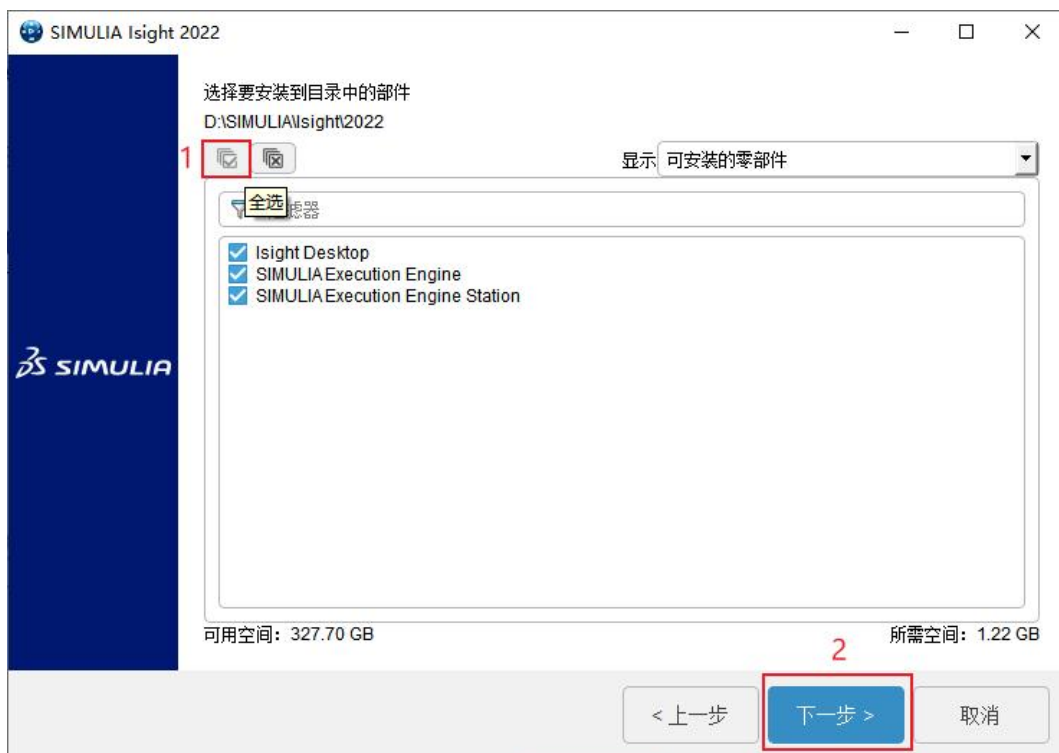 SIMULIA Isight 2022
选择要安装到目录中的部件
D:\SIMULIA\Isight\2022
1
显示 可安装的零部件
全选 滤器
Isight Desktop
SIMULIA Execution Engine
SIMULIA Execution Engine Station
3S SIMULIA
可用空间：327.70 GB
所需空间：1.22 GB
2
< 上一步
下一步 >
取消